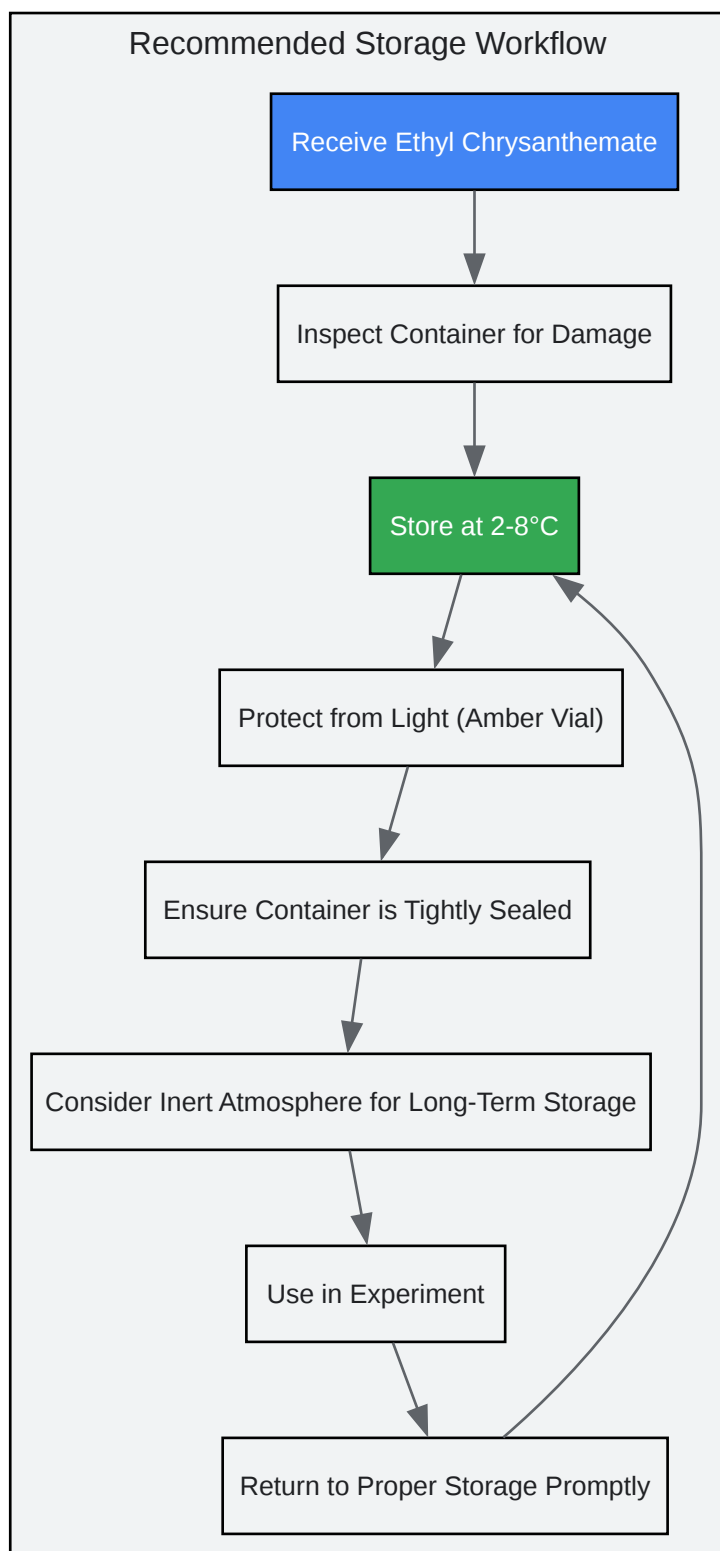 Recommended Storage Workflow
Receive Ethyl Chrysanthemate
Inspect Container for Damage
Store at 2-8°C
Protect from Light (Amber Vial)
Ensure Container is Tightly Sealed
Consider Inert Atmosphere for Long-Term Storage
Use in Experiment
Return to Proper Storage Promptly